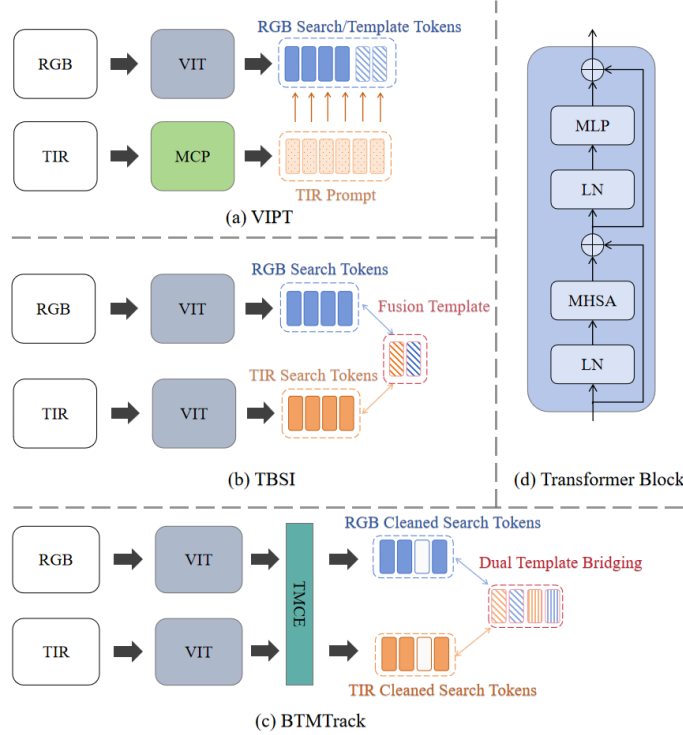 RGB Search/Template Tokens
RGB
VIT
TIR
MCP
TIR Prompt
(a) VIPT
RGB Search Tokens
RGB
VIT
Fusion Template
TIR Search Tokens
TIR
VIT
(b) TBSI
MLP
LN
MHSA
LN
(d) Transformer Block
RGB Cleaned Search Tokens
RGB
VIT
TMCE
Dual Template Bridging
TIR
VIT
TIR Cleaned Search Tokens
(c) BTMTrack